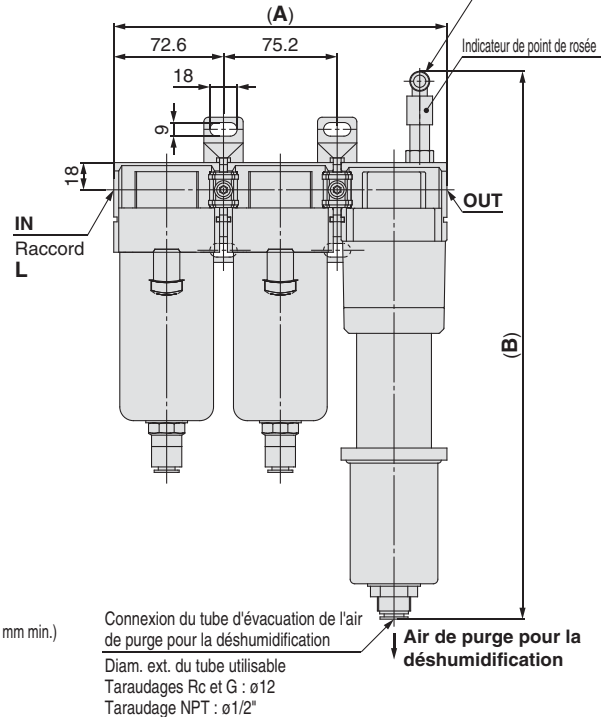 (A)
72.6
75.2
Indicateur de point de rosée
18
9
18
IN
Raccord
L
OUT
(B)
mm min.)
Connexion du tube d'évacuation de l'air
de purge pour la déshumidification
Diam. ext. du tube utilisable
Taraudages Rc et G : ø12
Taraudage NPT : ø1/2"
Air de purge pour la
déshumidification